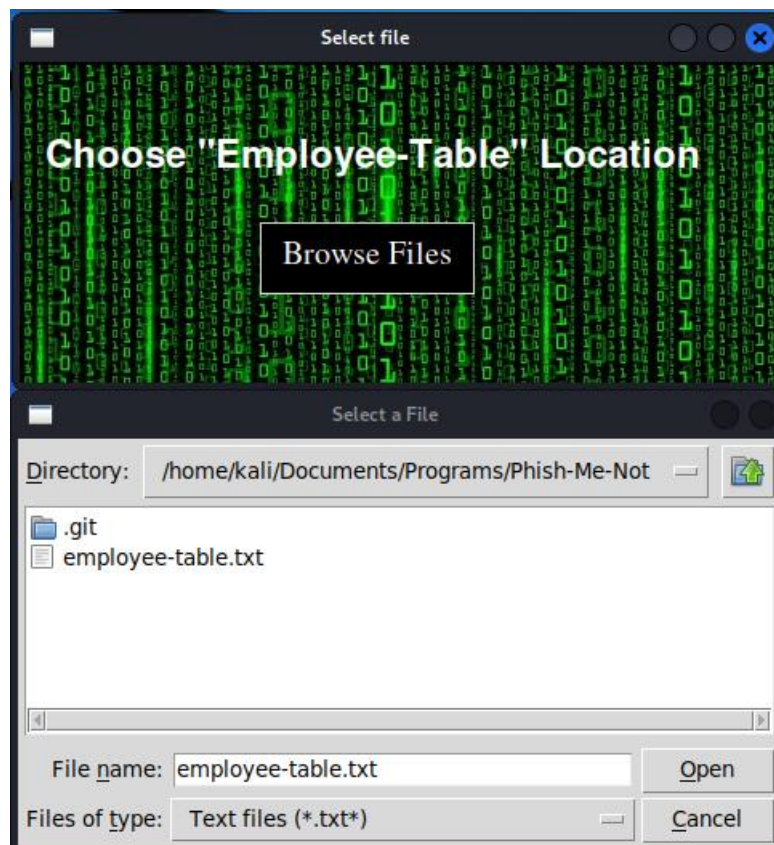 Select file
Choose "Employee-Table" Location
Browse Files
Select a File
Directory: /home/kali/Documents/Programs/Phish-Me-Not
.git
employee-table.txt
File name: employee-table.txt Open
Files of type: Text files (*.txt*) Cancel